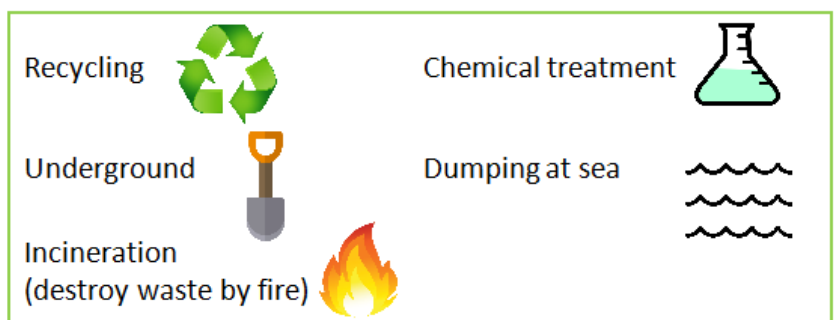 Recycling
Chemical treatment
Underground
Dumping at sea
Incineration
(destroy waste by fire)